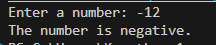 Enter a number: -12
The number is negative.